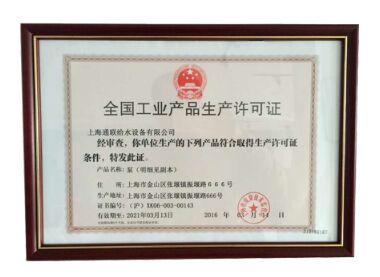 全国工业产品生产许可证
上海通联给水设备有限公司
经审查，你单位生产的下列产品符合取得生产许可证
条件，特发此证。
产品名称：泵（明细见副本）
住 所：上海市金山区张堰镇振堰路666号
生产地址：上海市金山区张堰镇振堰路666号
证书编号：（沪）XK06-003-00143
有效期至：2021年03月13日
2016 年 03 月 14 日